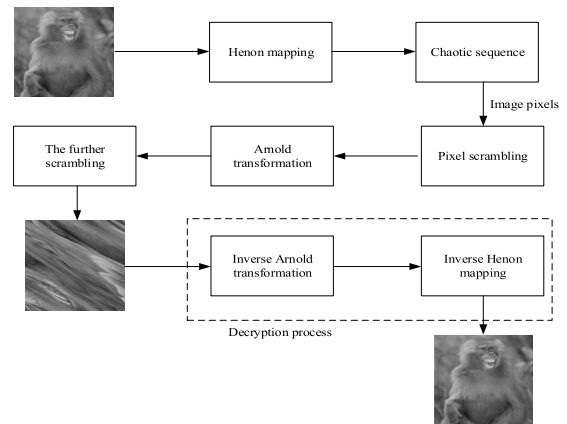 Henon mapping
Chaotic sequence
Image pixels
The further
scrambling
Arnold
transformation
Pixel scrambling
Inverse Arnold
transformation
Inverse Henon
mapping
Decryption process